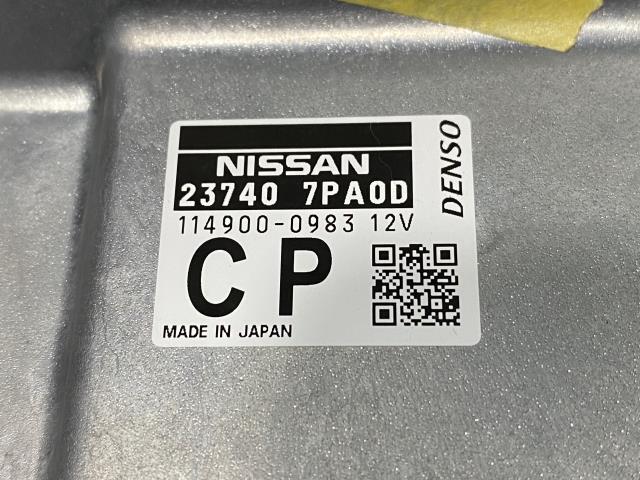 NISSAN
23740 7PA0D
114900-0983 12V
CP
MADE IN JAPAN
DENSO